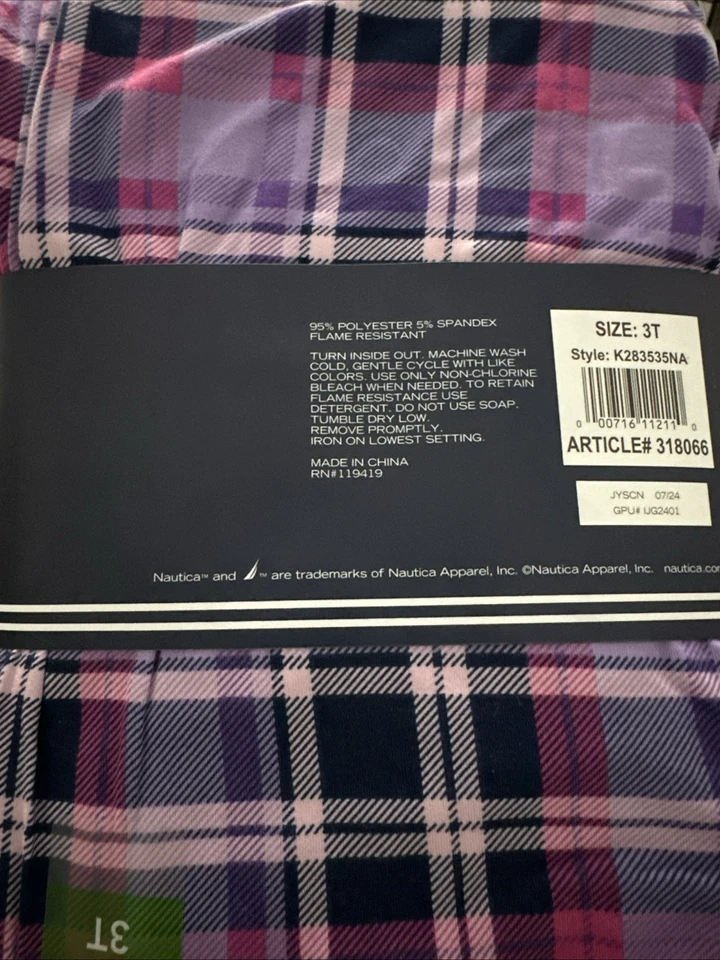 95% POLYESTER 5% SPANDEX
FLAME RESISTANT
TURN INSIDE OUT. MACHINE WASH
COLD, GENTLE CYCLE WITH LIKE
COLORS. USE ONLY NON-CHLORINE
BLEACH WHEN NEEDED. TO RETAIN
FLAME RESISTANCE USE
DETERGENT. DO NOT USE SOAP.
TUMBLE DRY LOW.
REMOVE PROMPTLY.
IRON ON LOWEST SETTING.
MADE IN CHINA
RN#119419
SIZE: 3T
Style: K283535NA
0 00716 11211 0
ARTICLE# 318066
JYSCN 07/24
GPU# IJG2401
Nautica™ and ™ are trademarks of Nautica Apparel, Inc. ©Nautica Apparel, Inc. nautica.co
3T